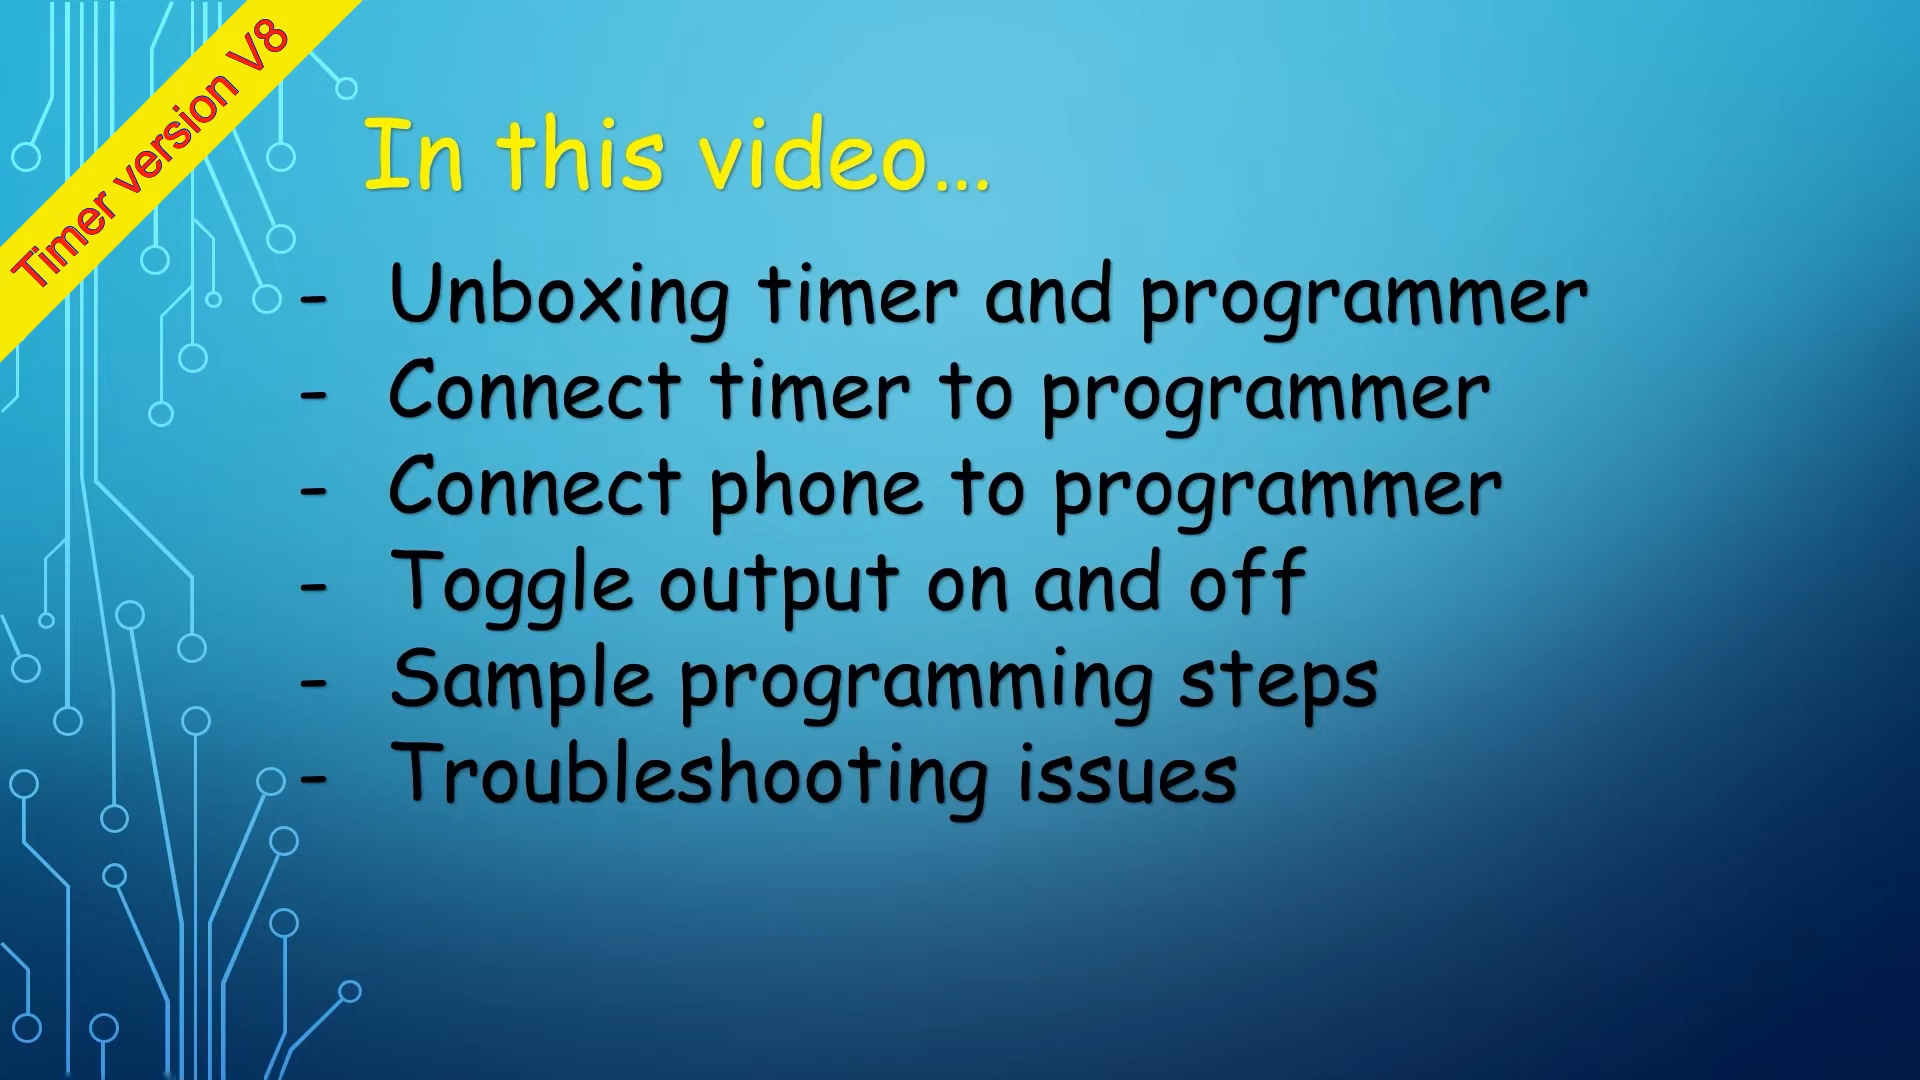 Timer version V8
In this video...
- Unboxing timer and programmer
- Connect timer to programmer
- Connect phone to programmer
- Toggle output on and off
- Sample programming steps
- Troubleshooting issues